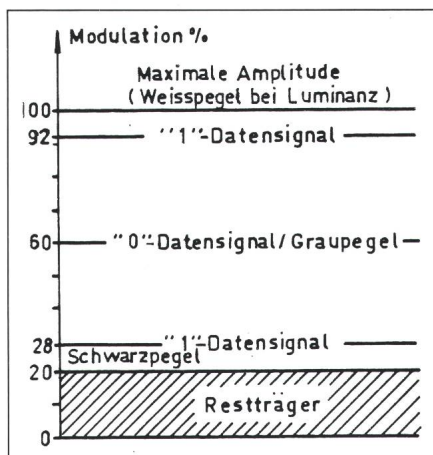 Modulation %
Maximale Amplitude
(Weisspegel bei Luminanz)
100
92 "1"-Datensignal
60 "0"-Datensignal/Graupegel
28 "1"-Datensignal
Schwarzpegel
20
Restträger
0